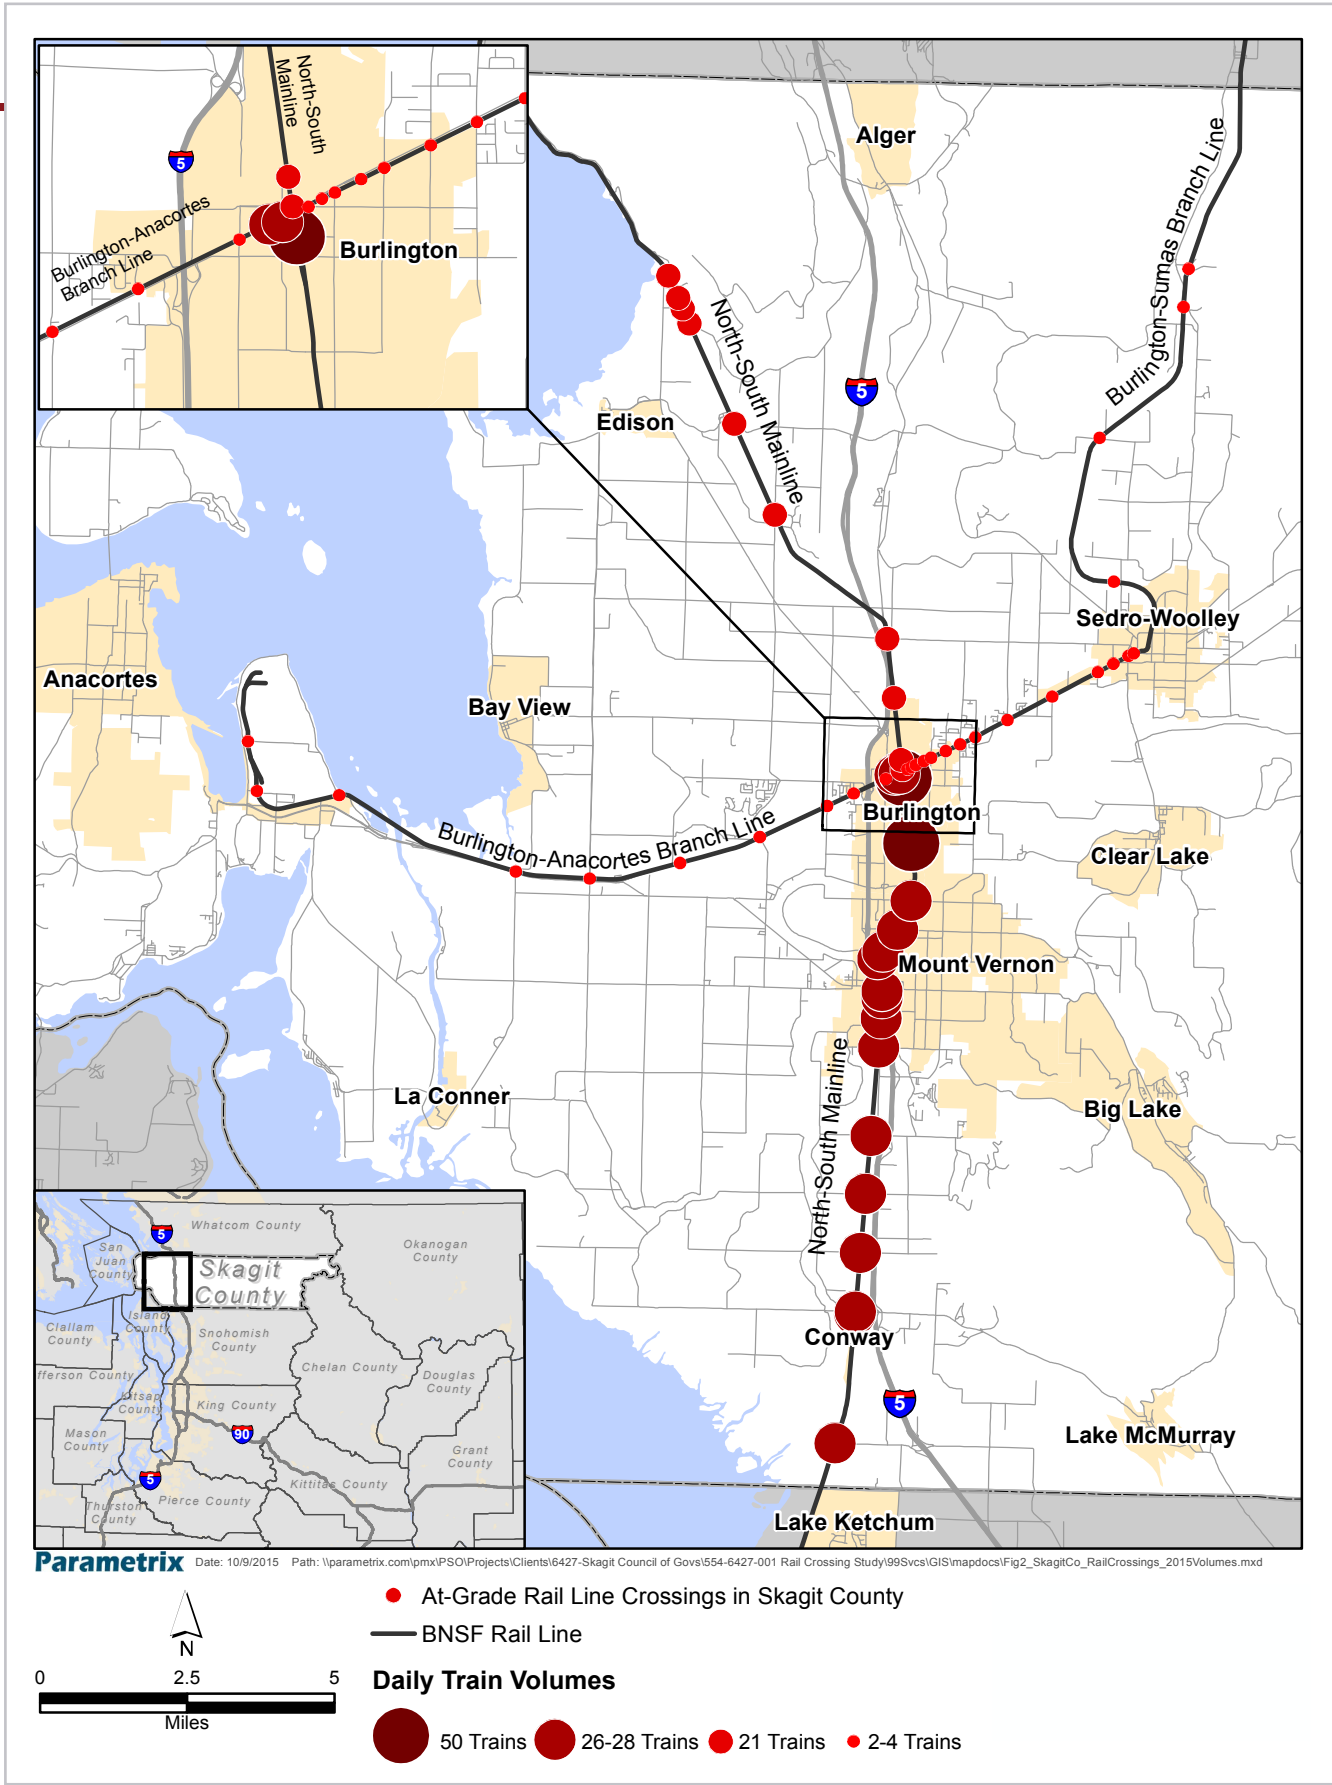 North-South
Mainline
5
Burlington-Anacortes
Branch Line
Burlington
Alger
Burlington-Sumas Branch Line
North-South Mainline
5
Edison
Sedro-Woolley
Anacortes
Bay View
Burlington
Burlington-Anacortes Branch Line
Clear Lake
Mount Vernon
North-South Mainline
La Conner
Big Lake
Conway
5
Lake McMurray
Lake Ketchum
5
Whatcom County
San
Juan
County
Okanogan
County
Skagit
County
Island
County
Clallam
County
Snohomish
County
Chelan County
Douglas
County
fferson County
Kitsap
County
King County
90
Mason
County
Grant
County
Kittitas County
5
Pierce County
Thurston
County
Parametrix
Date: 10/9/2015 Path: \\parametrix.com\pmx\PSO\Projects\Clients\6427-Skagit Council of Govs\554-6427-001 Rail Crossing Study\99Svcs\GIS\mapdocs\Fig2_SkagitCo_RailCrossings_2015Volumes.mxd
N
0 2.5 5
Miles
At-Grade Rail Line Crossings in Skagit County
BNSF Rail Line
Daily Train Volumes
50 Trains
26-28 Trains
21 Trains
2-4 Trains